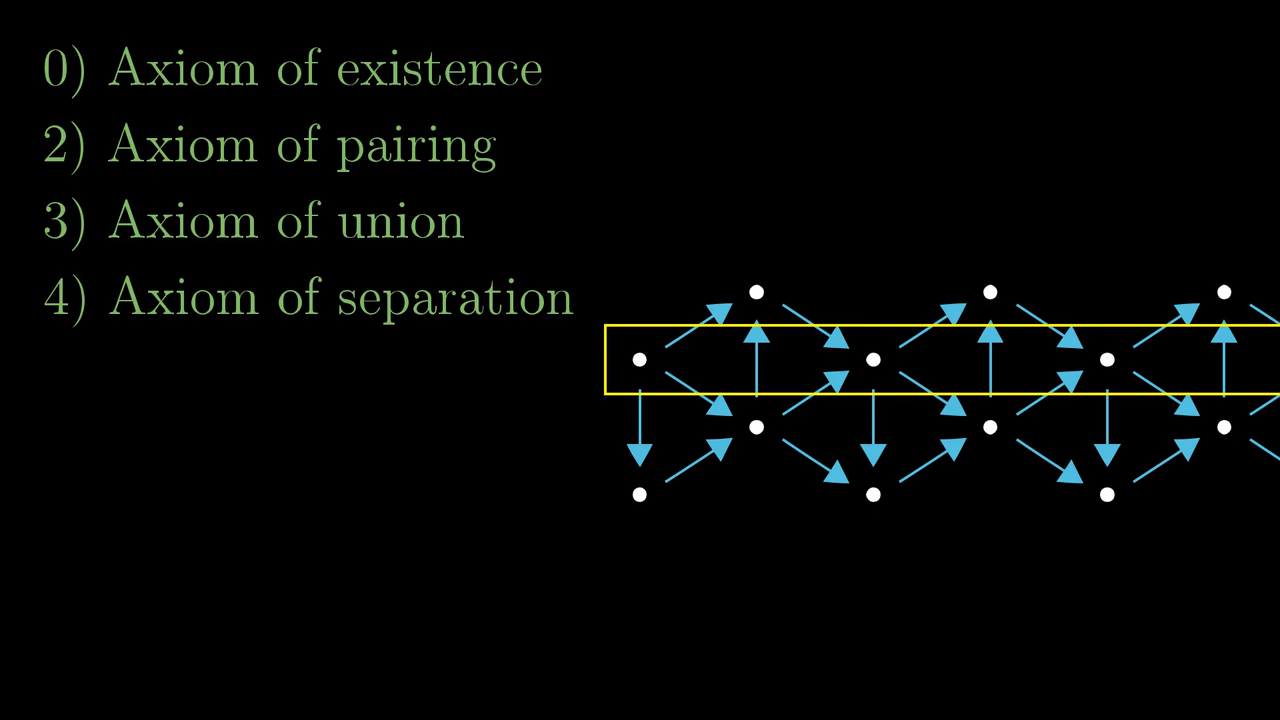 0) Axiom of existence
2) Axiom of pairing
3) Axiom of union
4) Axiom of separation